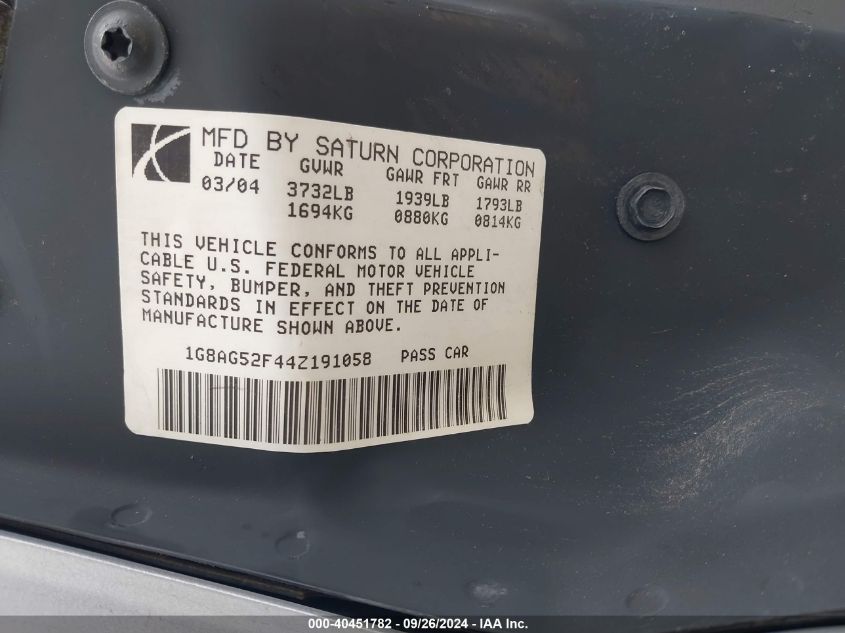 MFD BY SATURN CORPORATION
DATE GVWR GAWR FRT GAWR RR
03/04 3732LB 1939LB 1793LB
1694KG 0880KG 0814KG
THIS VEHICLE CONFORMS TO ALL APPLI-
CABLE U.S. FEDERAL MOTOR VEHICLE
SAFETY, BUMPER, AND THEFT PREVENTION
STANDARDS IN EFFECT ON THE DATE OF
MANUFACTURE SHOWN ABOVE.
1G8AG52F44Z191058 PASS CAR
000-40451782 - 09/26/2024 - IAA Inc.